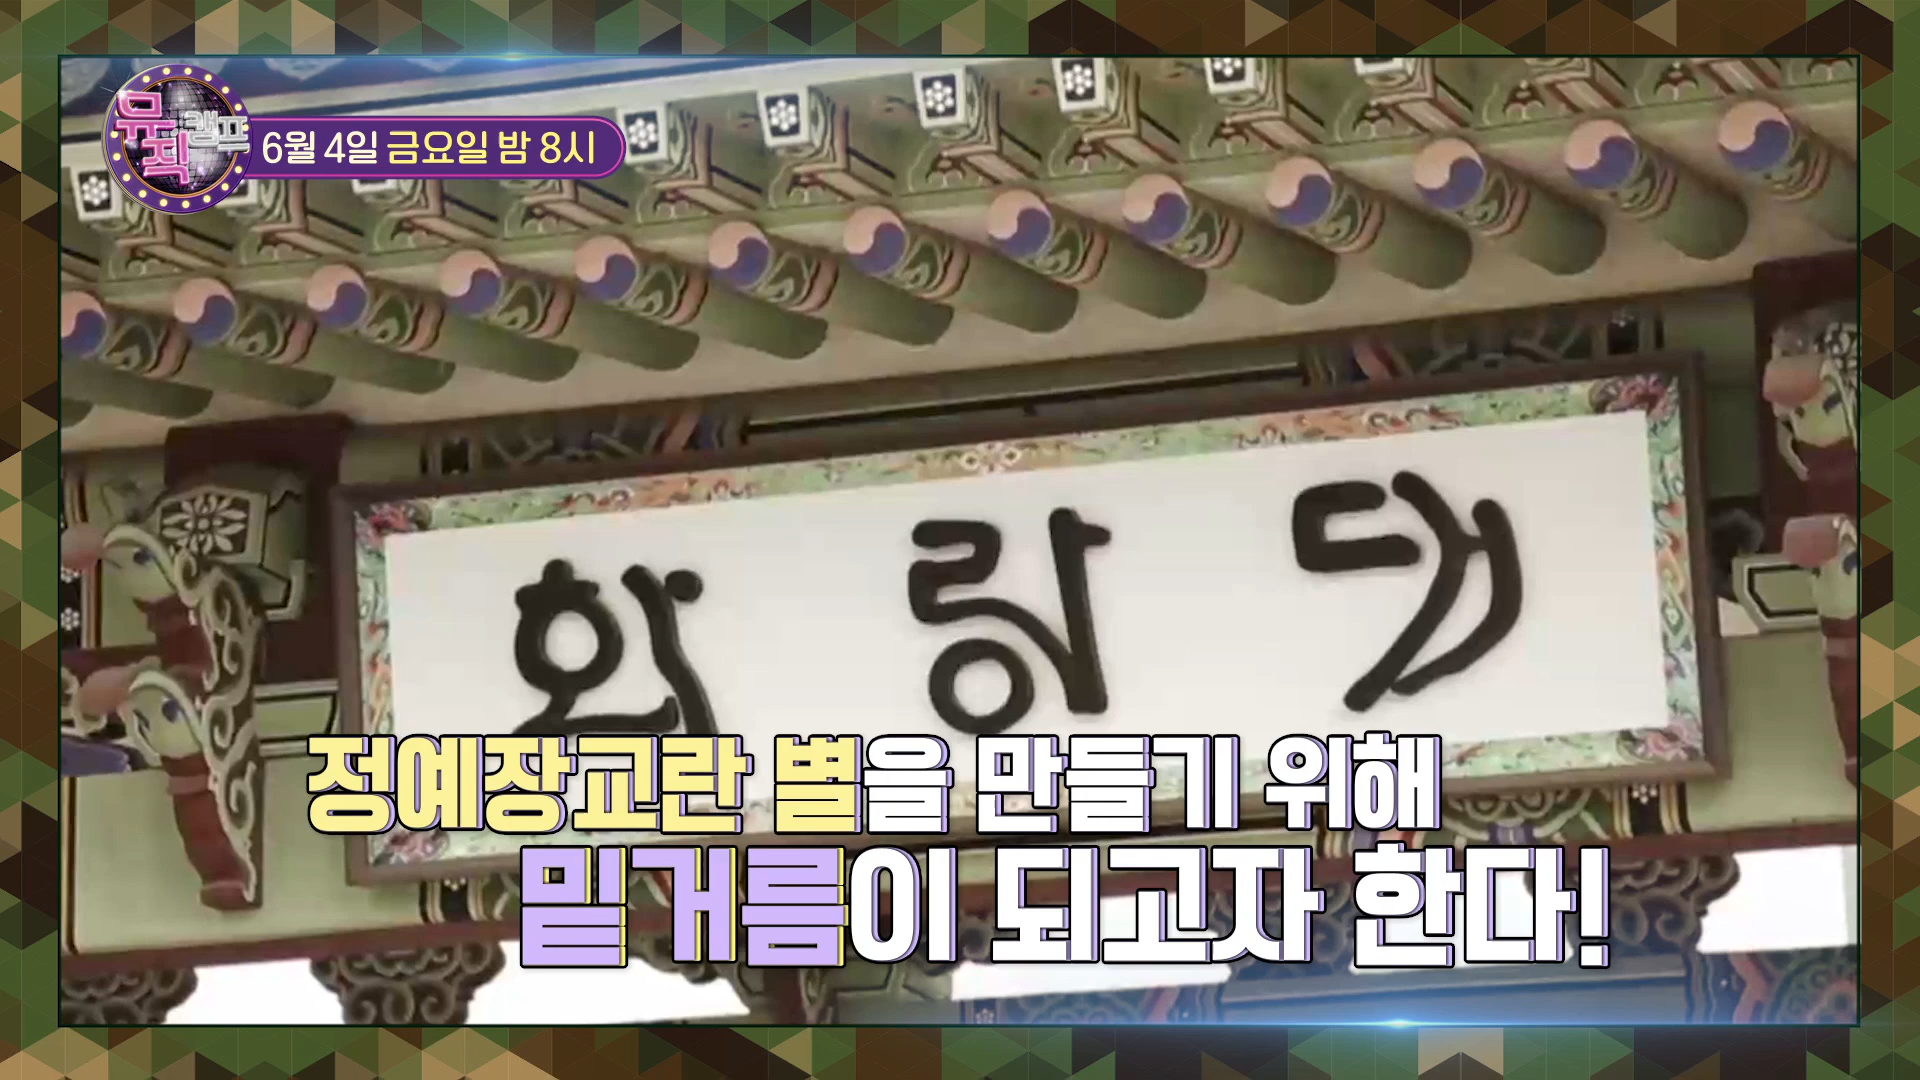 뮤직 캠프
6월 4일 금요일 밤 8시
화 랑 대
정예장교란 별을 만들기 위해
밑거름이 되고자 한다!